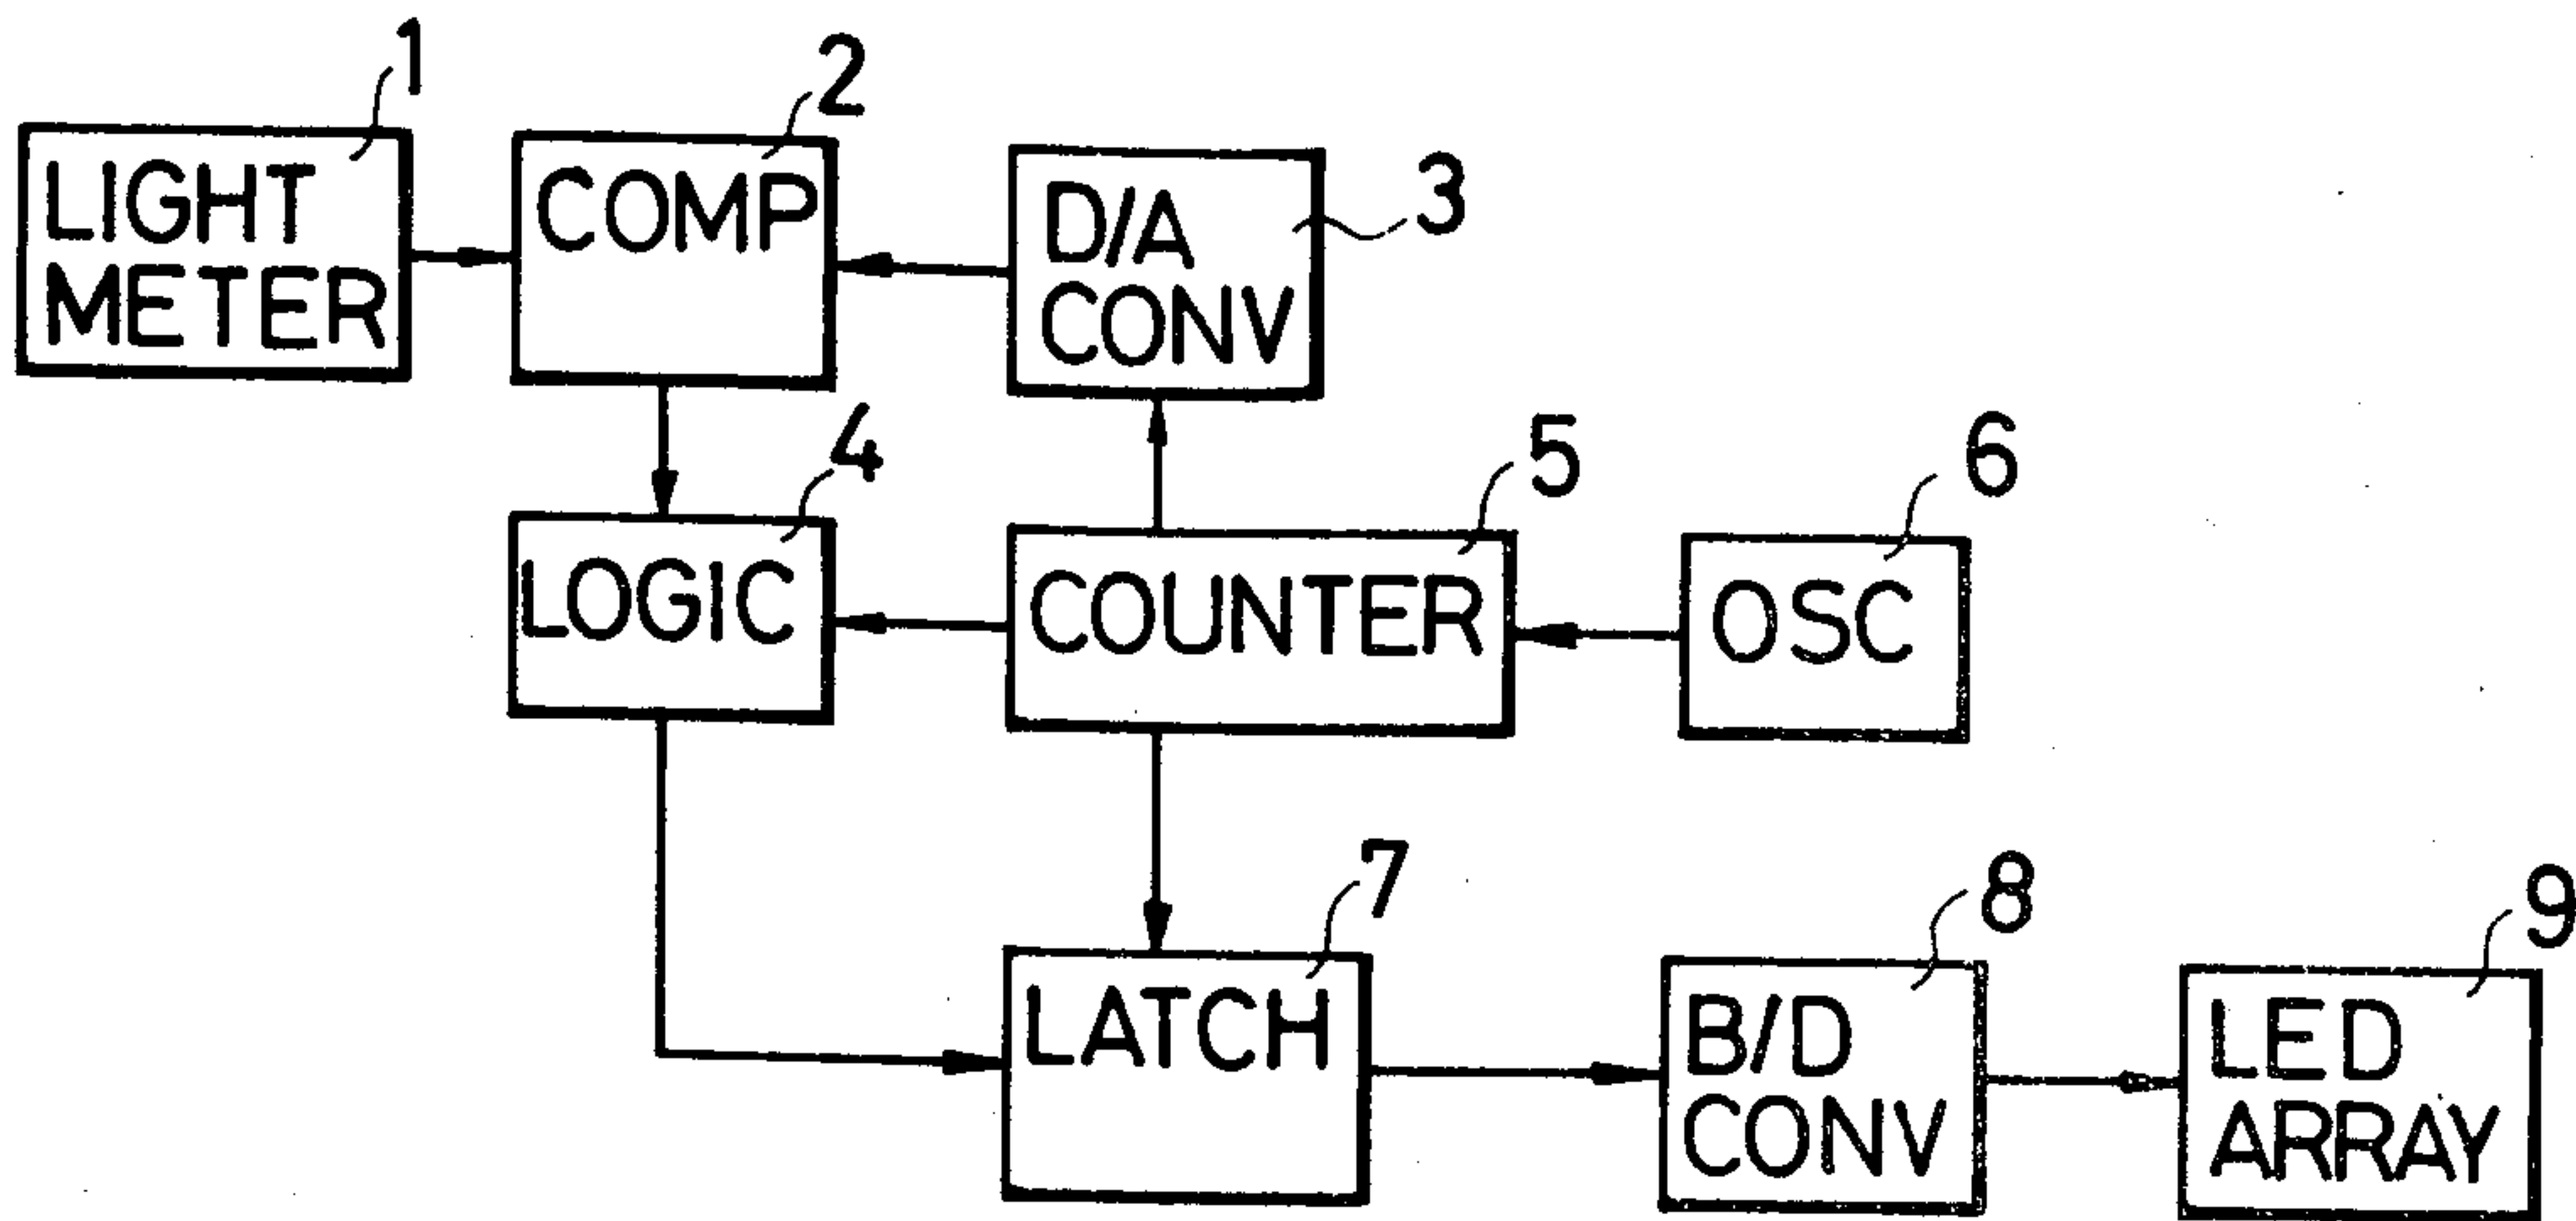 1
LIGHT
METER
2
COMP
3
D/A
CONV
4
LOGIC
5
COUNTER
6
OSC
7
LATCH
8
B/D
CONV
9
LED
ARRAY